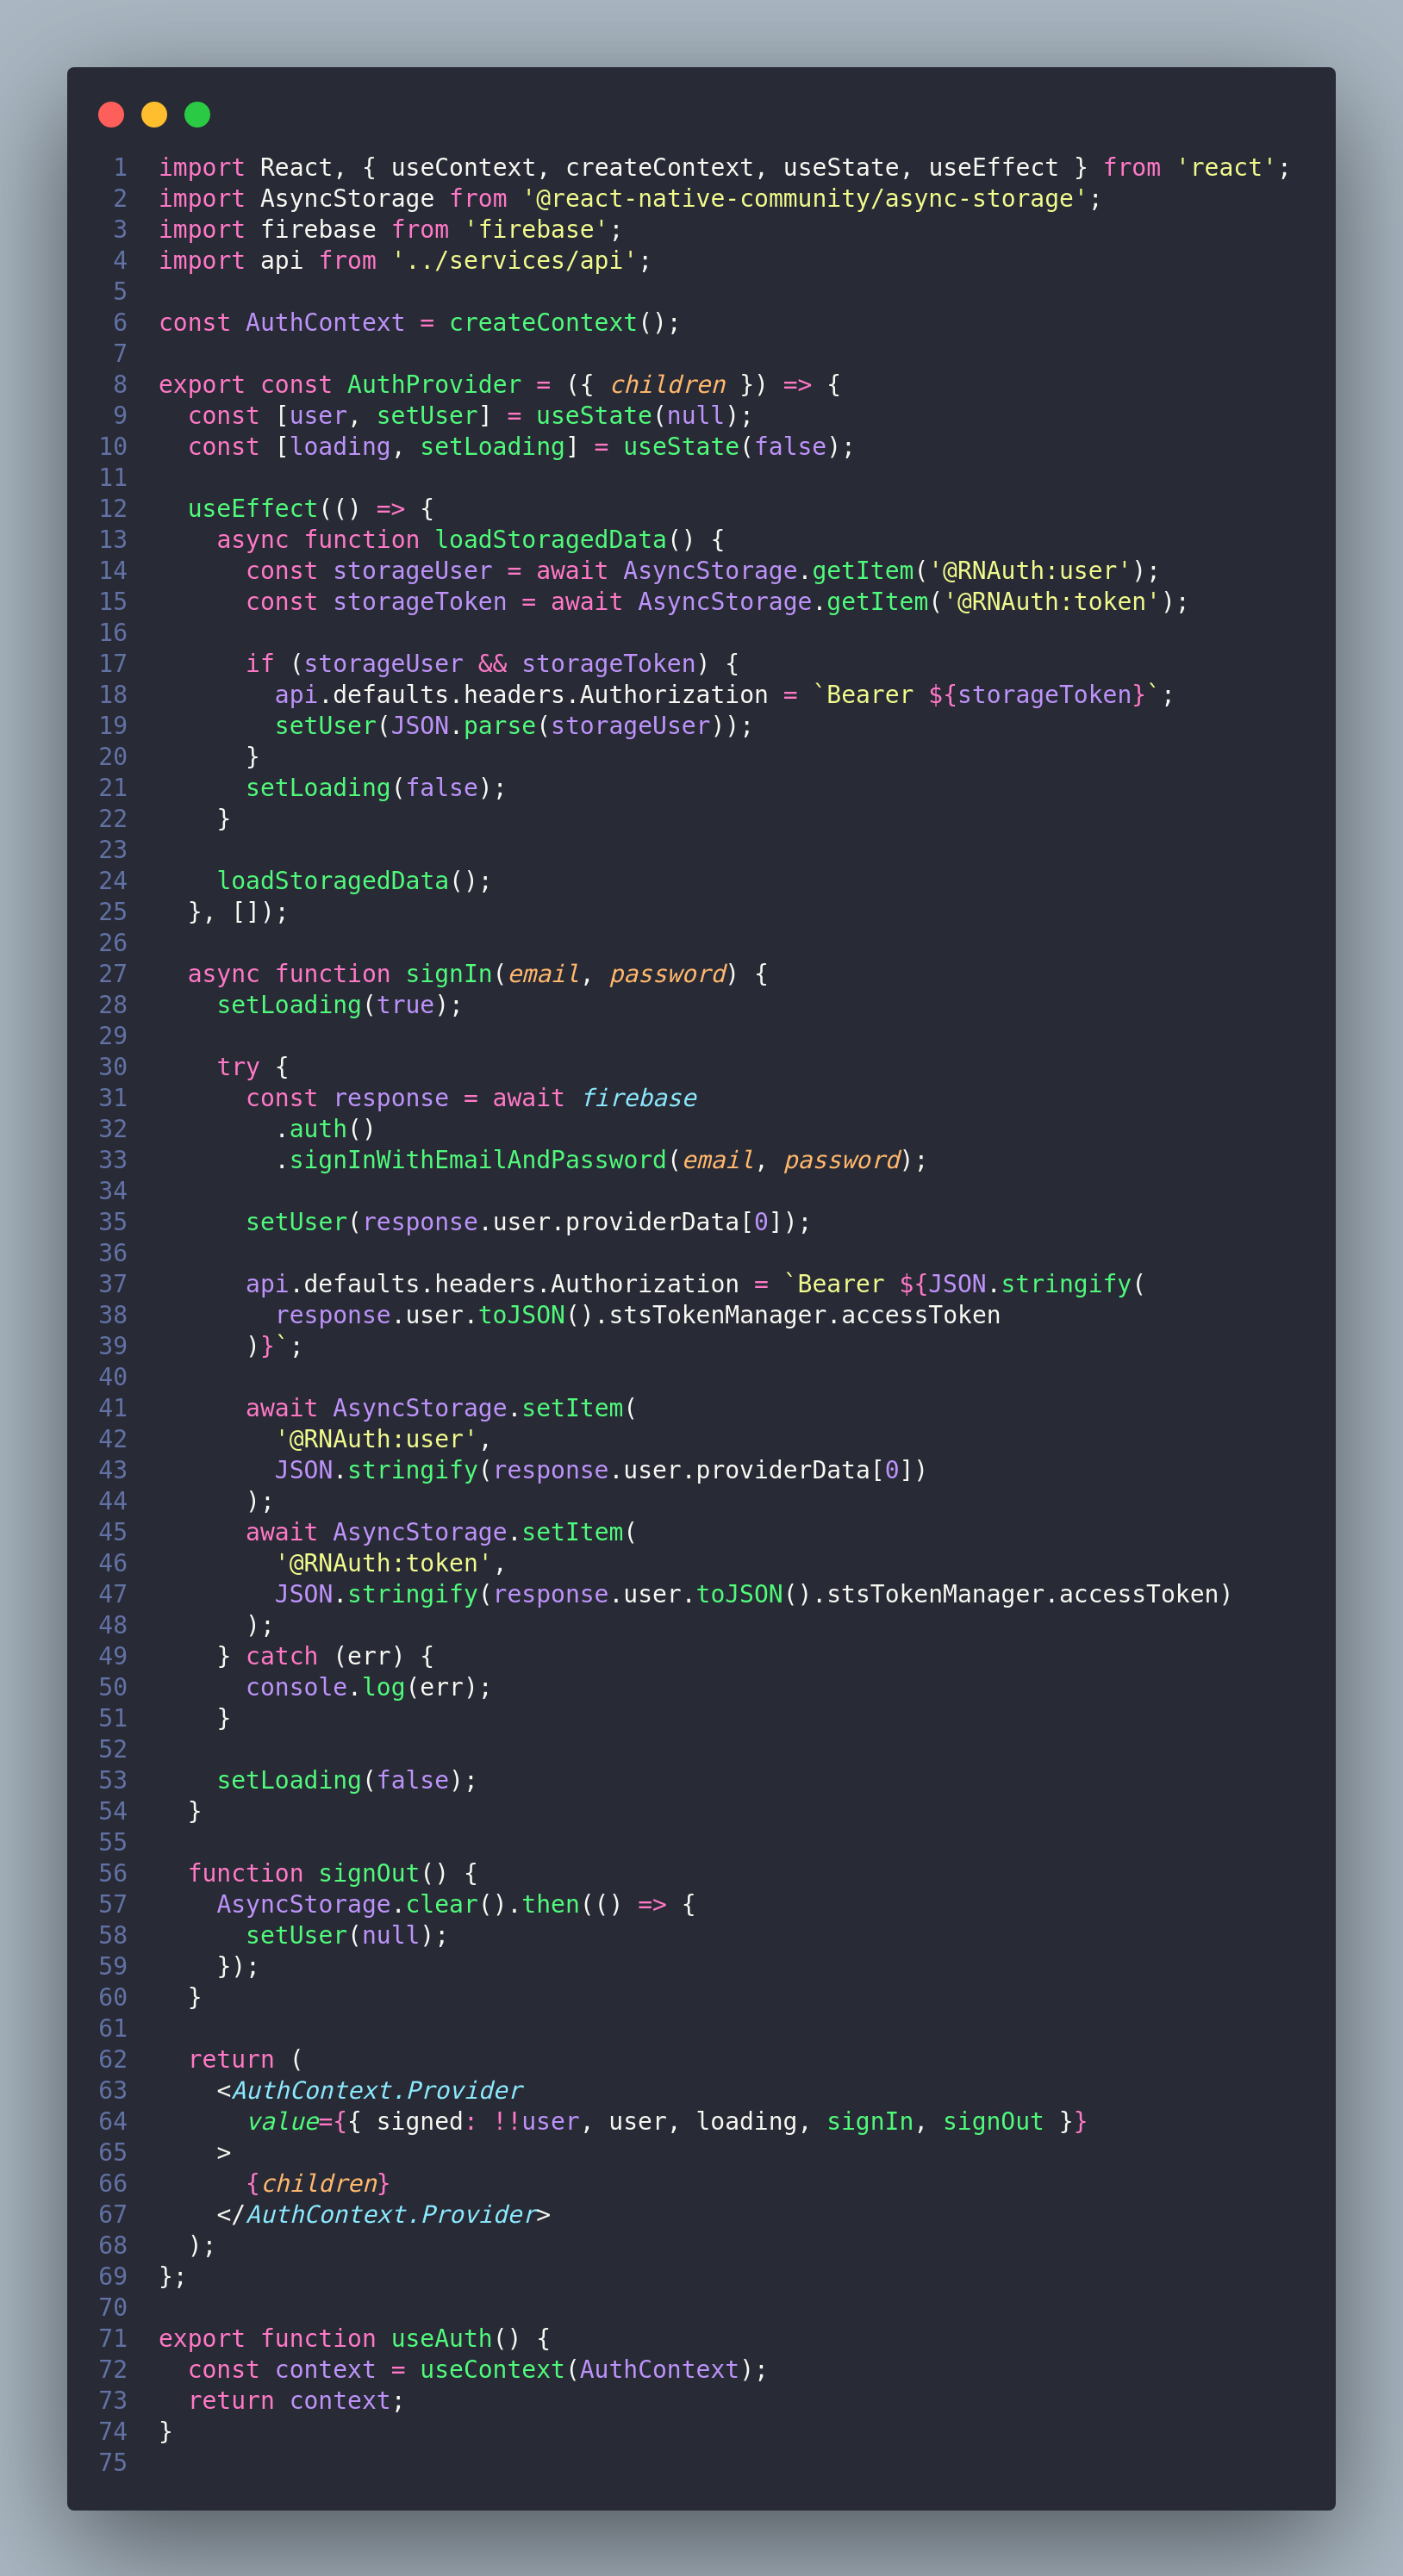 1 import React, { useContext, createContext, useState, useEffect } from 'react';
2 import AsyncStorage from '@react-native-community/async-storage';
3 import firebase from 'firebase';
4 import api from '../services/api';
5
6 const AuthContext = createContext();
7
8 export const AuthProvider = ({ children }) => {
9   const [user, setUser] = useState(null);
10   const [loading, setLoading] = useState(false);
11
12   useEffect(() => {
13     async function loadStoragedData() {
14       const storageUser = await AsyncStorage.getItem('@RNAuth:user');
15       const storageToken = await AsyncStorage.getItem('@RNAuth:token');
16
17       if (storageUser && storageToken) {
18         api.defaults.headers.Authorization = `Bearer ${storageToken}`;
19         setUser(JSON.parse(storageUser));
20       }
21       setLoading(false);
22     }
23
24     loadStoragedData();
25   }, []);
26
27   async function signIn(email, password) {
28     setLoading(true);
29
30     try {
31       const response = await firebase
32         .auth()
33         .signInWithEmailAndPassword(email, password);
34
35       setUser(response.user.providerData[0]);
36
37       api.defaults.headers.Authorization = `Bearer ${JSON.stringify(
38         response.user.toJSON().stsTokenManager.accessToken
39       )}`;
40
41       await AsyncStorage.setItem(
42         '@RNAuth:user',
43         JSON.stringify(response.user.providerData[0])
44       );
45       await AsyncStorage.setItem(
46         '@RNAuth:token',
47         JSON.stringify(response.user.toJSON().stsTokenManager.accessToken)
48       );
49     } catch (err) {
50       console.log(err);
51     }
52
53     setLoading(false);
54   }
55
56   function signOut() {
57     AsyncStorage.clear().then(() => {
58       setUser(null);
59     });
60   }
61
62   return (
63     <AuthContext.Provider
64       value={{ signed: !!user, user, loading, signIn, signOut }}
65     >
66       {children}
67     </AuthContext.Provider>
68   );
69 };
70
71 export function useAuth() {
72   const context = useContext(AuthContext);
73   return context;
74 }
75